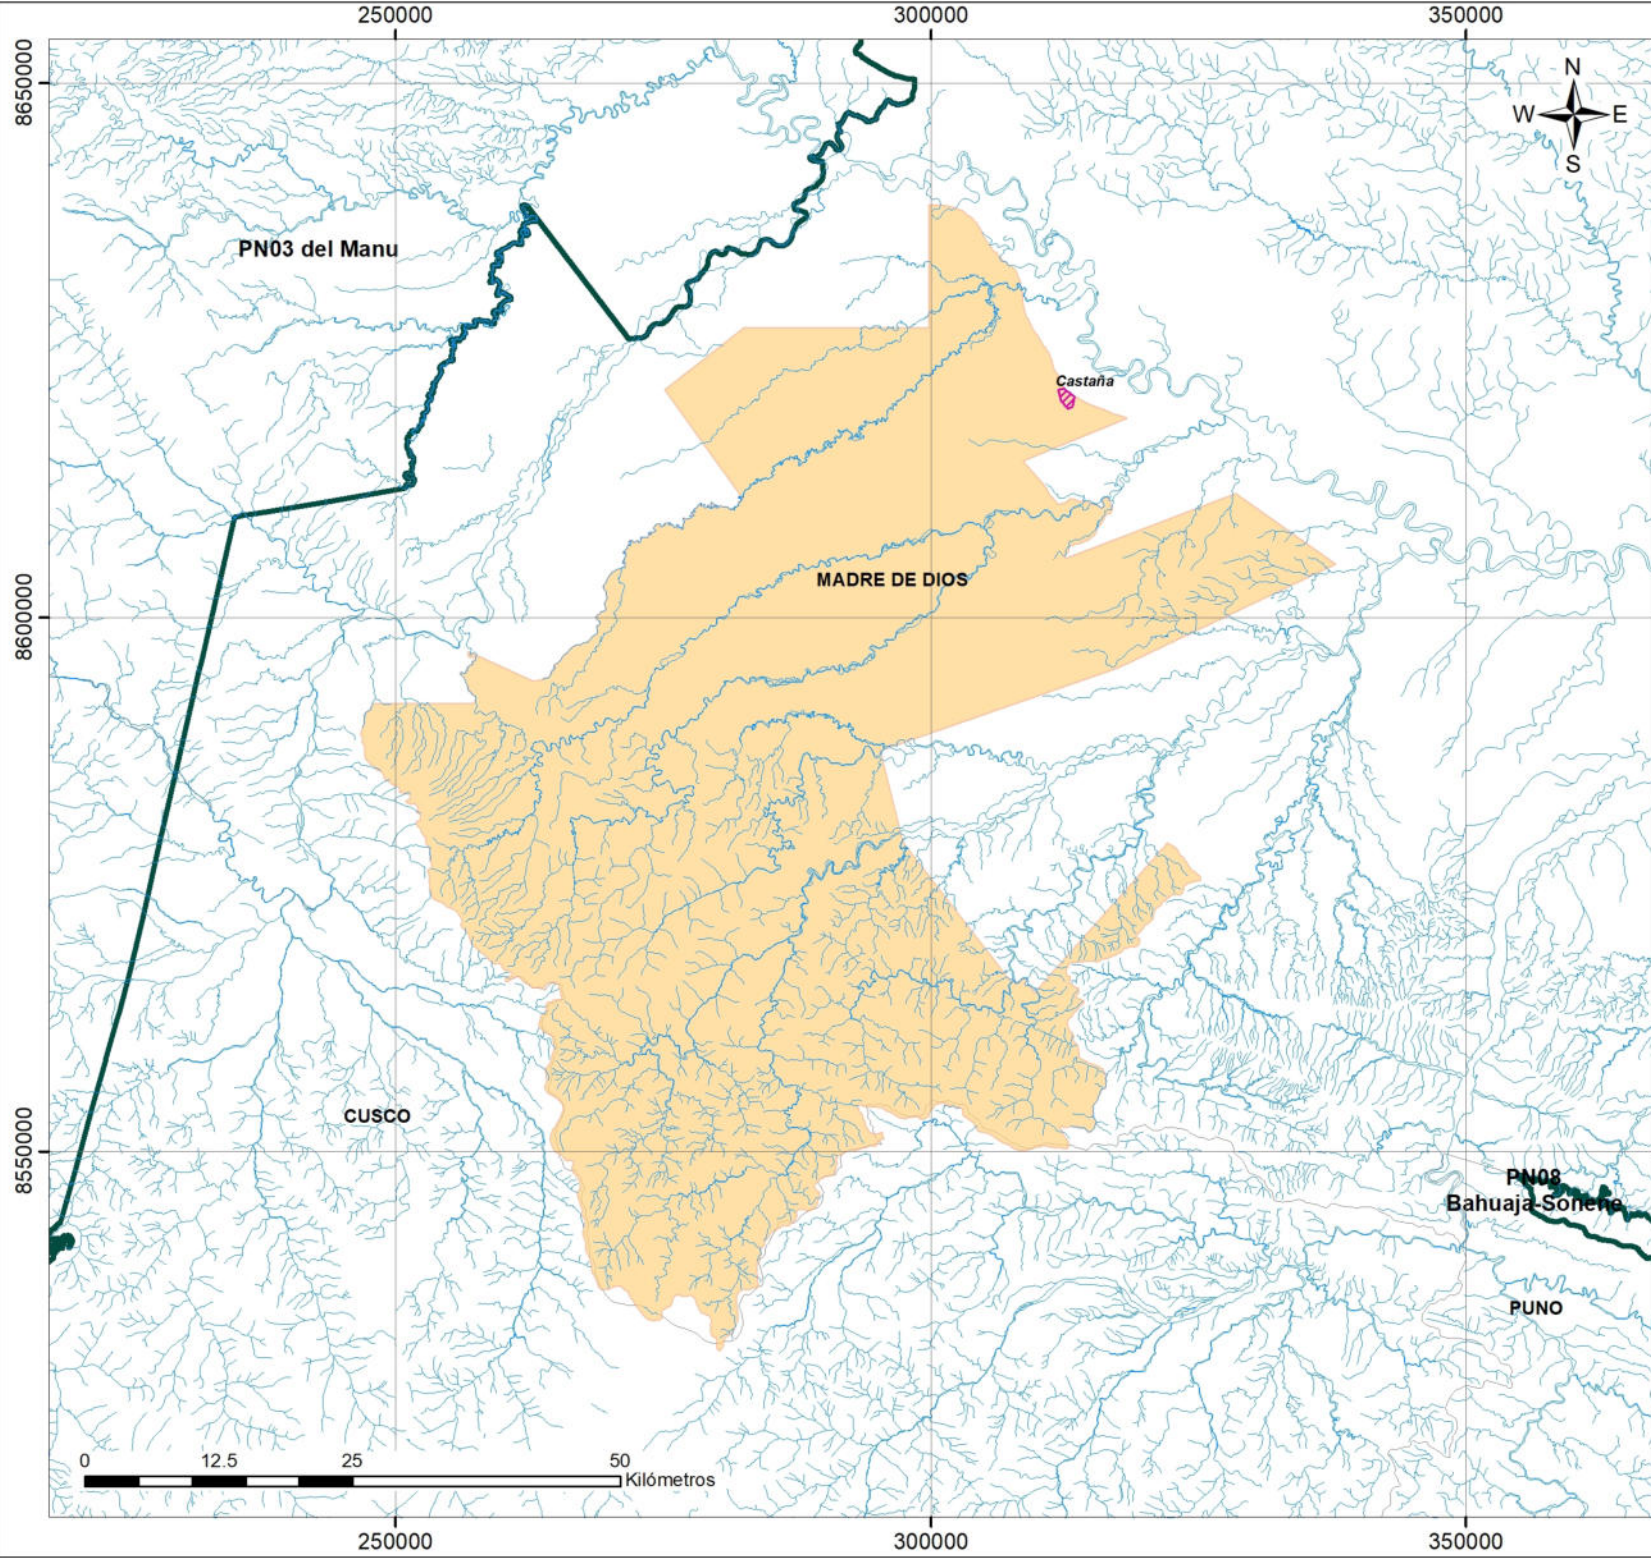 250000 300000 350000
8650000
N
W E
S
PN03 del Manu
Castaña
MADRE DE DIOS
8600000
CUSCO
8550000
PN08
Bahuaja-Sonene
PUNO
0 12.5 25 50
Kilómetros
250000 300000 350000